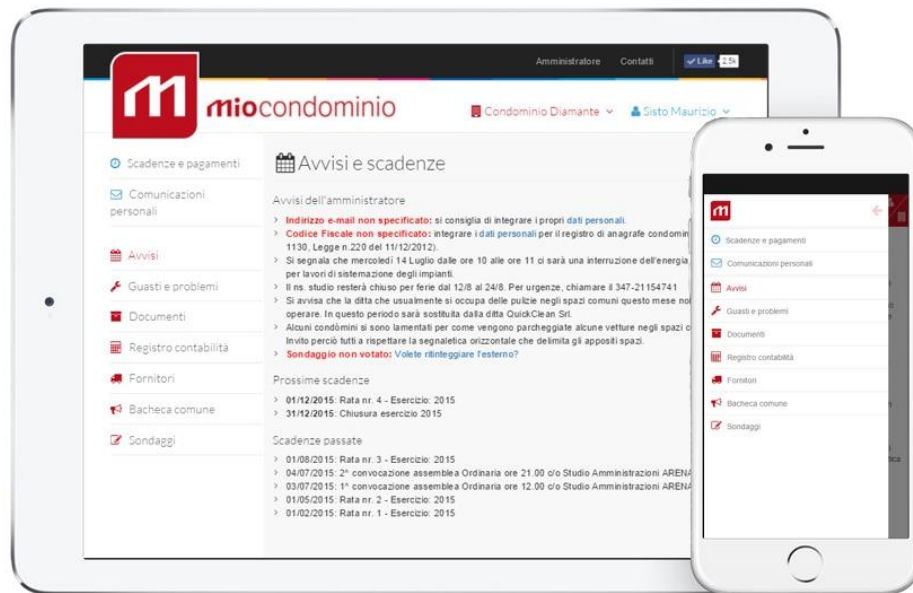 Amministratore Contatti Like 2.5k
miocondominio Condominio Diamante Sisto Maurizio
Scadenze e pagamenti
Comunicazioni
personali
Avvisi
Guasti e problemi
Documenti
Registro contabilità
Fornitori
Bacheca comune
Sondaggi
Avvisi e scadenze
Avvisi dell'amministratore
> Indirizzo e-mail non specificato: si consiglia di integrare i propri dati personali.
> Codice Fiscale non specificato: integrare i dati personali per il registro di anagrafe condomin
1130, Legge n.220 del 11/12/2012).
> Si segnala che mercoledì 14 Luglio dalle ore 10 alle ore 11 ci sarà una interruzione dell'energia
per lavori di sistemazione degli impianti.
> Il ns. studio resterà chiuso per ferie dal 12/8 al 24/8. Per urgenze, chiamare il 347-21154741
> Si avvisa che la ditta che usualmente si occupa delle pulizie negli spazi comuni questo mese no
operare. In questo periodo sarà sostituita dalla ditta QuickClean Srl.
> Alcuni condòmini si sono lamentati per come vengono parcheggiate alcune vetture negli spazi c
Invito perciò tutti a rispettare la segnaletica orizzontale che delimita gli appositi spazi.
> Sondaggio non votato: Volete ritinteggiare l'esterno?
Prossime scadenze
> 01/12/2015: Rata nr. 4 - Esercizio: 2015
> 31/12/2015: Chiusura esercizio 2015
Scadenze passate
> 01/08/2015: Rata nr. 3 - Esercizio: 2015
> 04/07/2015: 2^ convocazione assemblea Ordinaria ore 21.00 c/o Studio Amministrazioni ARENA
> 03/07/2015: 1^ convocazione assemblea Ordinaria ore 12.00 c/o Studio Amministrazioni ARENA
> 01/05/2015: Rata nr. 2 - Esercizio: 2015
> 01/02/2015: Rata nr. 1 - Esercizio: 2015
Scadenze e pagamenti
Comunicazioni personali
Avvisi
Guasti e problemi
Documenti
Registro contabilità
Fornitori
Bacheca comune
Sondaggi